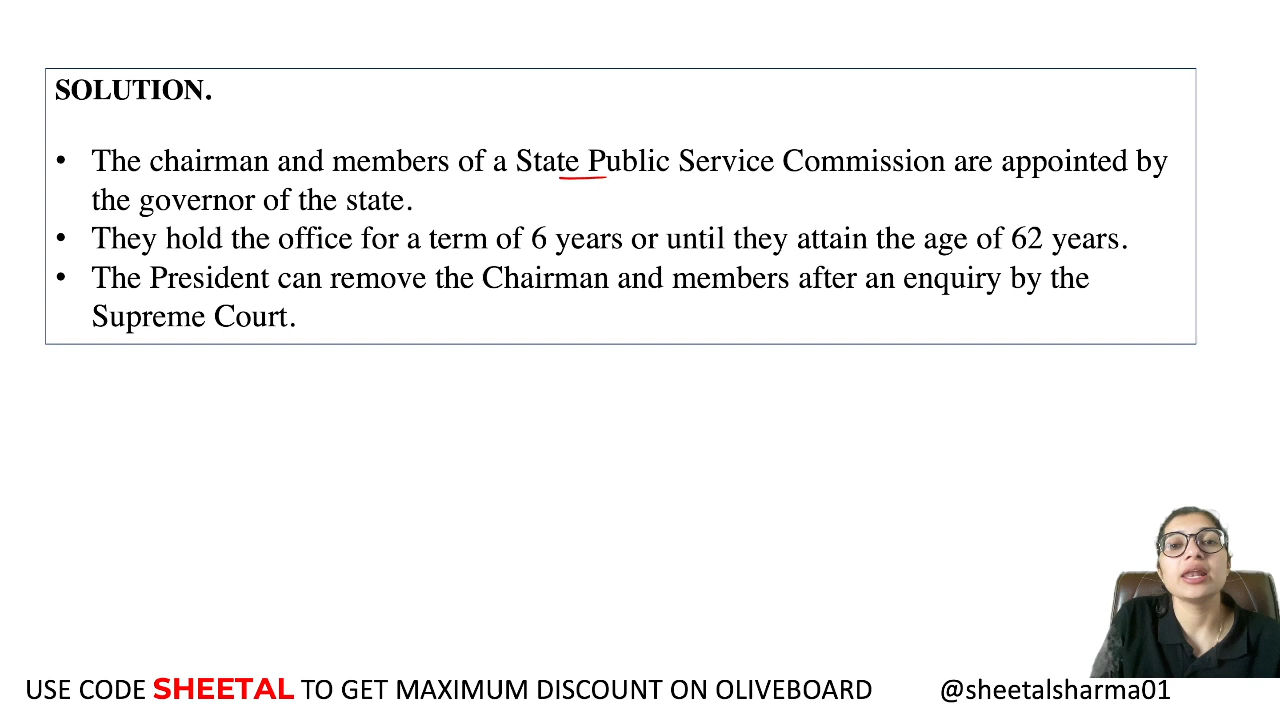 SOLUTION.
• The chairman and members of a State Public Service Commission are appointed by
the governor of the state.
• They hold the office for a term of 6 years or until they attain the age of 62 years.
• The President can remove the Chairman and members after an enquiry by the
Supreme Court.
USE CODE SHEETAL TO GET MAXIMUM DISCOUNT ON OLIVEBOARD @sheetalsharma01